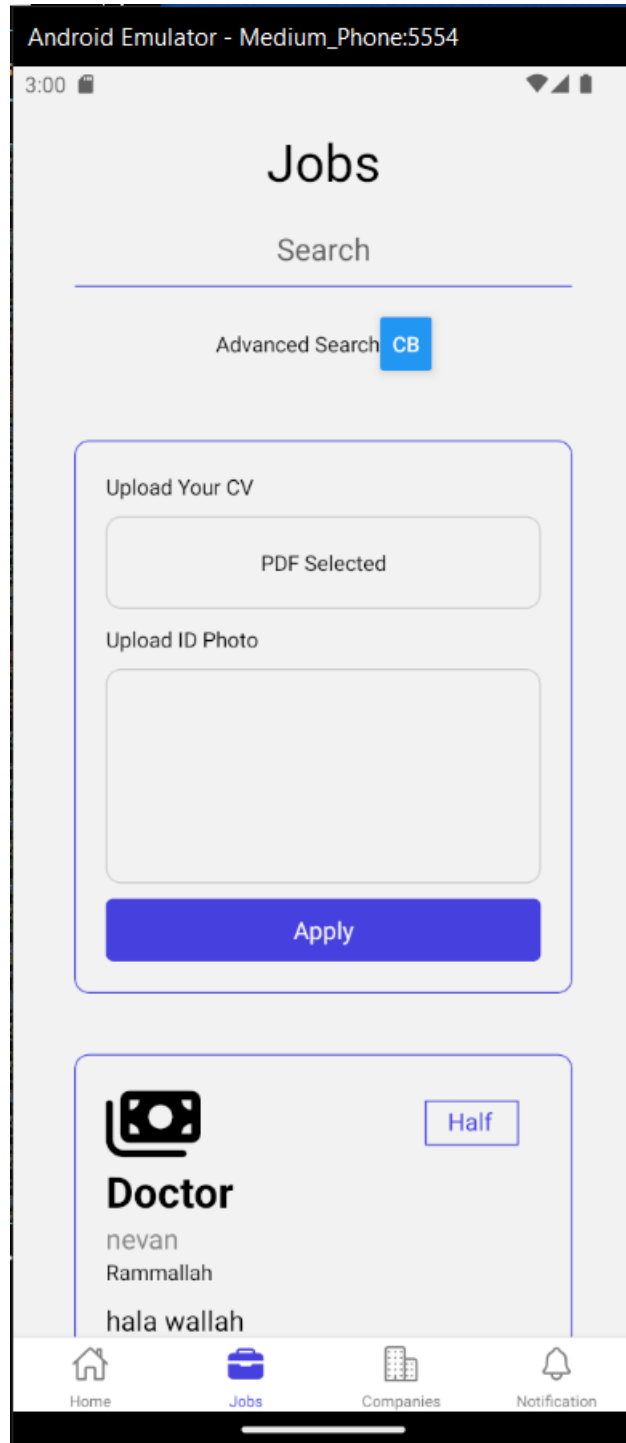 Android Emulator - Medium_Phone:5554
3:00
Jobs
Search
Advanced Search CB
Upload Your CV
PDF Selected
Upload ID Photo
Apply
Half
Doctor
nevan
Rammallah
hala wallah
Home Jobs Companies Notification